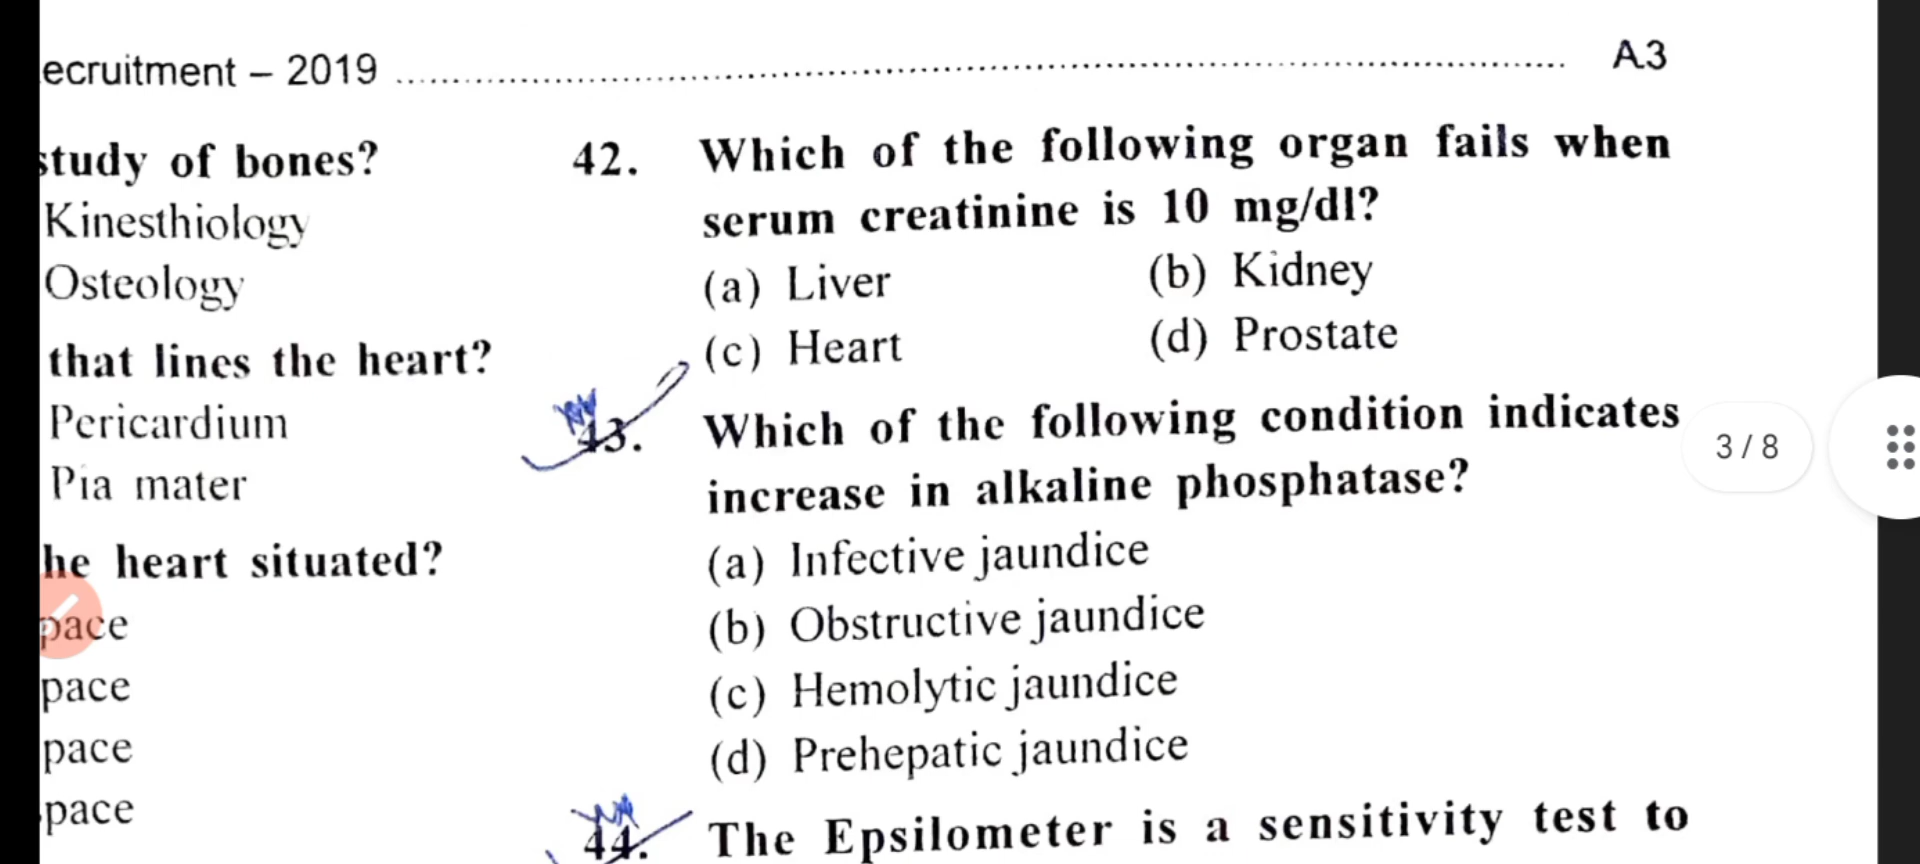 ecruitment – 2019 A3
study of bones?
Kinesthiology
Osteology
that lines the heart?
Pericardium
Pia mater
he heart situated?
pace
pace
pace
pace
42. Which of the following organ fails when
serum creatinine is 10 mg/dl?
(a) Liver (b) Kidney
(c) Heart (d) Prostate
43. Which of the following condition indicates
increase in alkaline phosphatase?
(a) Infective jaundice
(b) Obstructive jaundice
(c) Hemolytic jaundice
(d) Prehepatic jaundice
44. The Epsilometer is a sensitivity test to
3 / 8